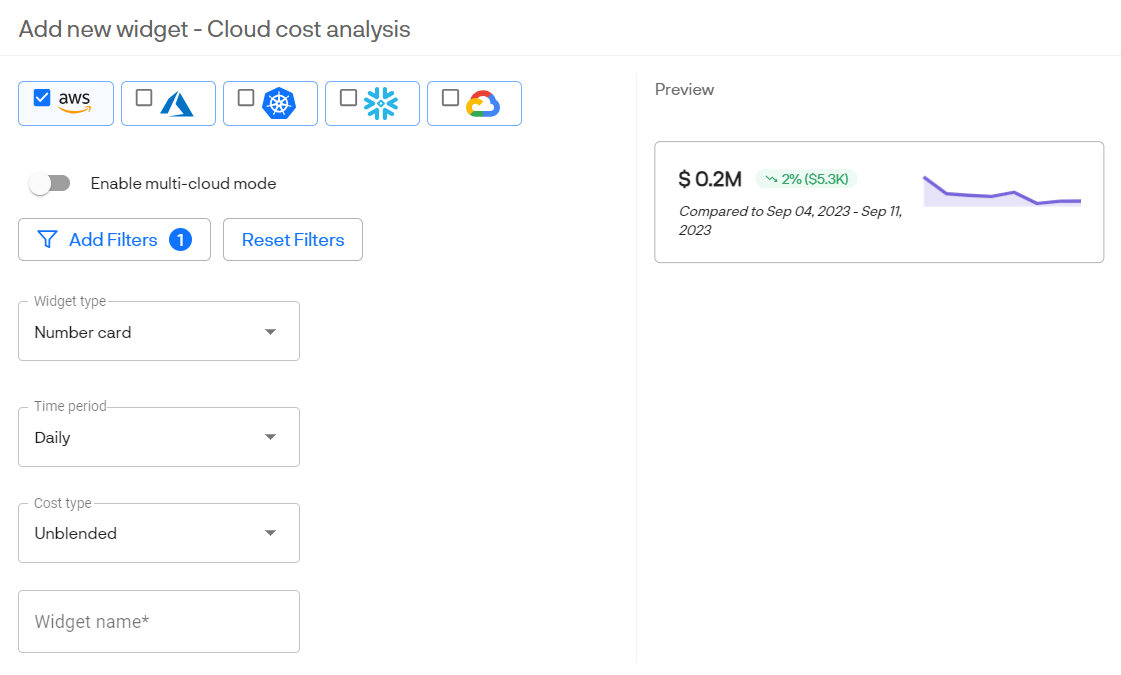 Add new widget - Cloud cost analysis
aws
Enable multi-cloud mode
Add Filters 1
Reset Filters
Widget type
Number card
Time period
Daily
Cost type
Unblended
Widget name*
Preview
$ 0.2M
2% ($5.3K)
Compared to Sep 04, 2023 - Sep 11,
2023